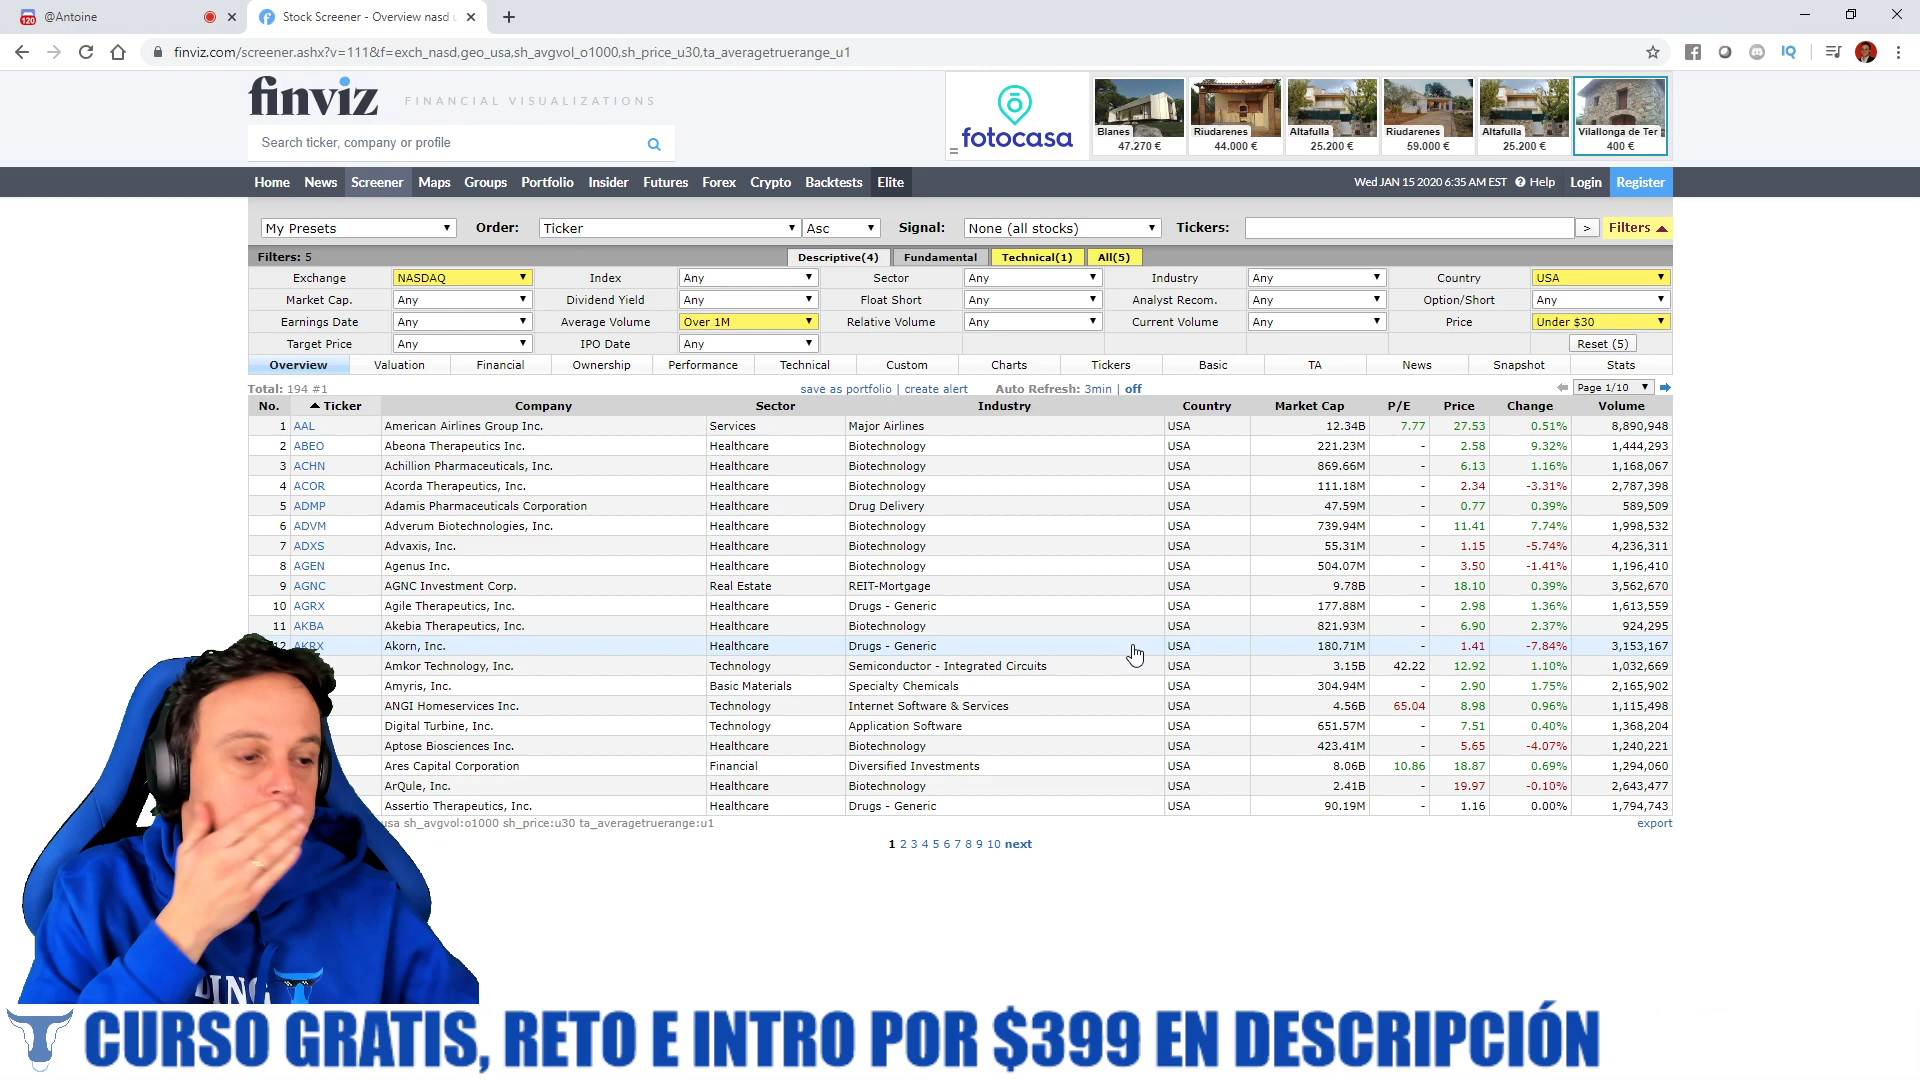 @Antoine
Stock Screener - Overview nasd
finviz.com/screener.ashx?v=111&f=exch_nasd,geo_usa,sh_avgvol_o1000,sh_price_u30,ta_averagetruerange_u1
finviz FINANCIAL VISUALIZATIONS
Search ticker, company or profile
fotocasa
Blanes Riudarenes Altafulla Riudarenes Altafulla Vilallonga de Ter
47.270 € 44.000 € 25.200 € 59.000 € 25.200 € 400 €
Home News Screener Maps Groups Portfolio Insider Futures Forex Crypto Backtests Elite Wed JAN 15 2020 6:35 AM EST Help Login Register
My Presets Order: Ticker Asc Signal: None (all stocks) Tickers: > Filters
Filters: 5 Descriptive(4) Fundamental Technical(1) All(5)
Exchange NASDAQ Index Any Sector Any Industry Any Country USA
Market Cap. Any Dividend Yield Any Float Short Any Analyst Recom. Any Option/Short Any
Earnings Date Any Average Volume Over 1M Relative Volume Any Current Volume Any Price Under $30
Target Price Any IPO Date Any Reset (5)
Overview Valuation Financial Ownership Performance Technical Custom Charts Tickers Basic TA News Snapshot Stats
Total: 194 #1 save as portfolio | create alert Auto Refresh: 3min | off Page 1/10
No. Ticker Company Sector Industry Country Market Cap P/E Price Change Volume
1 AAL American Airlines Group Inc. Services Major Airlines USA 12.34B 7.77 27.53 0.51% 8,890,948
2 ABEO Abeona Therapeutics Inc. Healthcare Biotechnology USA 221.23M - 2.58 9.32% 1,444,293
3 ACHN Achillion Pharmaceuticals, Inc. Healthcare Biotechnology USA 869.66M - 6.13 1.16% 1,168,067
4 ACOR Acorda Therapeutics, Inc. Healthcare Biotechnology USA 111.18M - 2.34 -3.31% 2,787,398
5 ADMP Adamis Pharmaceuticals Corporation Healthcare Drug Delivery USA 47.59M - 0.77 0.39% 589,509
6 ADVM Adverum Biotechnologies, Inc. Healthcare Biotechnology USA 739.94M - 11.41 7.74% 1,998,532
7 ADXS Advaxis, Inc. Healthcare Biotechnology USA 55.31M - 1.15 -5.74% 4,236,311
8 AGEN Agenus Inc. Healthcare Biotechnology USA 504.07M - 3.50 -1.41% 1,196,410
9 AGNC AGNC Investment Corp. Real Estate REIT-Mortgage USA 9.78B - 18.10 0.39% 3,562,670
10 AGRX Agile Therapeutics, Inc. Healthcare Drugs - Generic USA 177.88M - 2.98 1.36% 1,613,559
11 AKBA Akebia Therapeutics, Inc. Healthcare Biotechnology USA 821.93M - 6.90 2.37% 924,295
12 AKRX Akorn, Inc. Healthcare Drugs - Generic USA 180.71M - 1.41 -7.84% 3,153,167
Amkor Technology, Inc. Technology Semiconductor - Integrated Circuits USA 3.15B 42.22 12.92 1.10% 1,032,669
Amyris, Inc. Basic Materials Specialty Chemicals USA 304.94M - 2.90 1.75% 2,165,902
ANGI Homeservices Inc. Technology Internet Software & Services USA 4.56B 65.04 8.98 0.96% 1,115,498
Digital Turbine, Inc. Technology Application Software USA 651.57M - 7.51 0.40% 1,368,204
Aptose Biosciences Inc. Healthcare Biotechnology USA 423.41M - 5.65 -4.07% 1,240,221
Ares Capital Corporation Financial Diversified Investments USA 8.06B 10.86 18.87 0.69% 1,294,060
ArQule, Inc. Healthcare Biotechnology USA 2.41B - 19.97 -0.10% 2,643,477
Assertio Therapeutics, Inc. Healthcare Drugs - Generic USA 90.19M - 1.16 0.00% 1,794,743
usa sh_avgvol:o1000 sh_price:u30 ta_averagetruerange:u1 export
1 2 3 4 5 6 7 8 9 10 next
CURSO GRATIS, RETO E INTRO POR $399 EN DESCRIPCIÓN